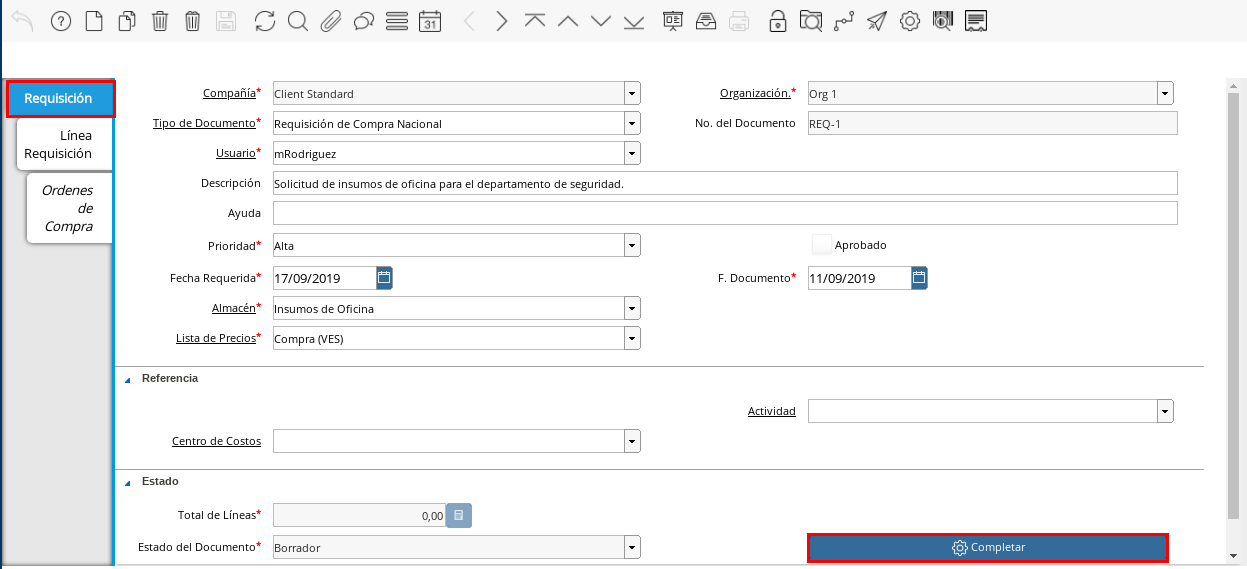 31
Requisición
Línea
Requisición
Ordenes
de
Compra
Compañía* Client Standard Organización.* Org 1
Tipo de Documento* Requisición de Compra Nacional No. del Documento REQ-1
Usuario* mRodriguez
Descripción Solicitud de insumos de oficina para el departamento de seguridad.
Ayuda
Prioridad* Alta Aprobado
Fecha Requerida* 17/09/2019 F. Documento* 11/09/2019
Almacén* Insumos de Oficina
Lista de Precios* Compra (VES)
Referencia
Actividad
Centro de Costos
Estado
Total de Líneas* 0,00
Estado del Documento* Borrador Completar